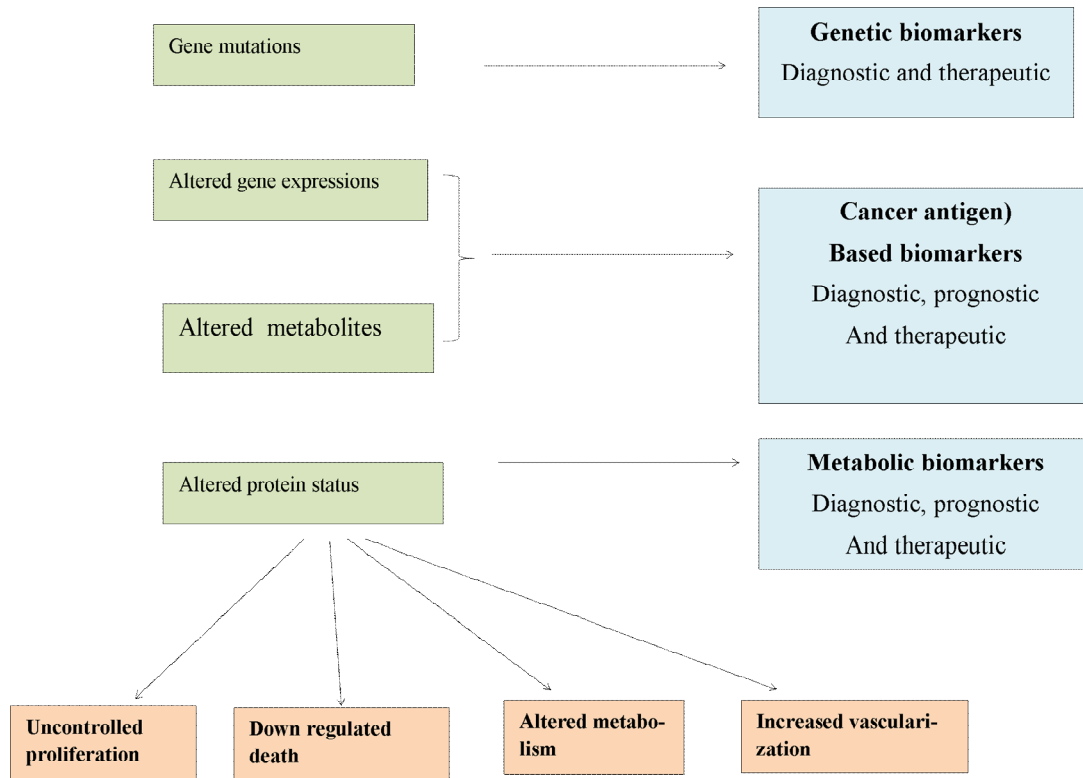 Gene mutations
Genetic biomarkers
Diagnostic and therapeutic
Altered gene expressions
Cancer antigen)
Based biomarkers
Diagnostic, prognostic
And therapeutic
Altered metabolites
Altered protein status
Metabolic biomarkers
Diagnostic, prognostic
And therapeutic
Uncontrolled
proliferation
Down regulated
death
Altered metabo-
lism
Increased vasculari-
zation